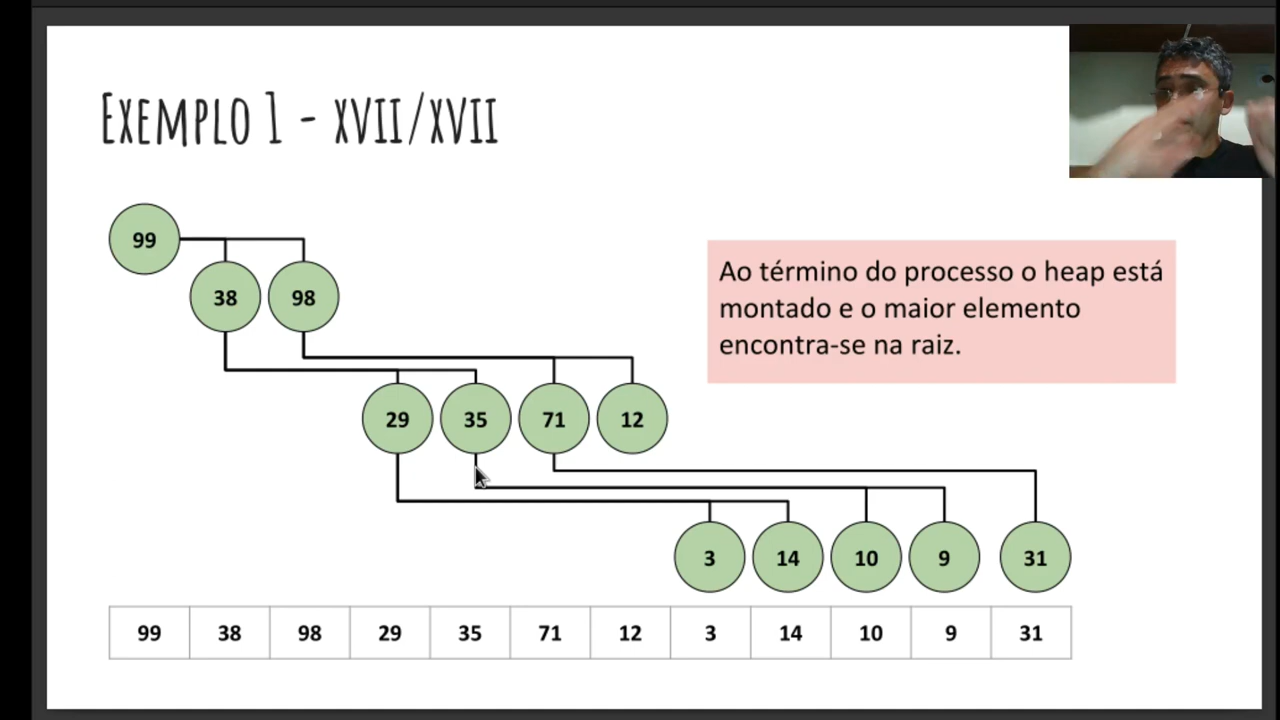 Exemplo 1 - xvii/xvii
99
38 98
Ao término do processo o heap está
montado e o maior elemento
encontra-se na raiz.
29 35 71 12
3 14 10 9 31
99 38 98 29 35 71 12 3 14 10 9 31